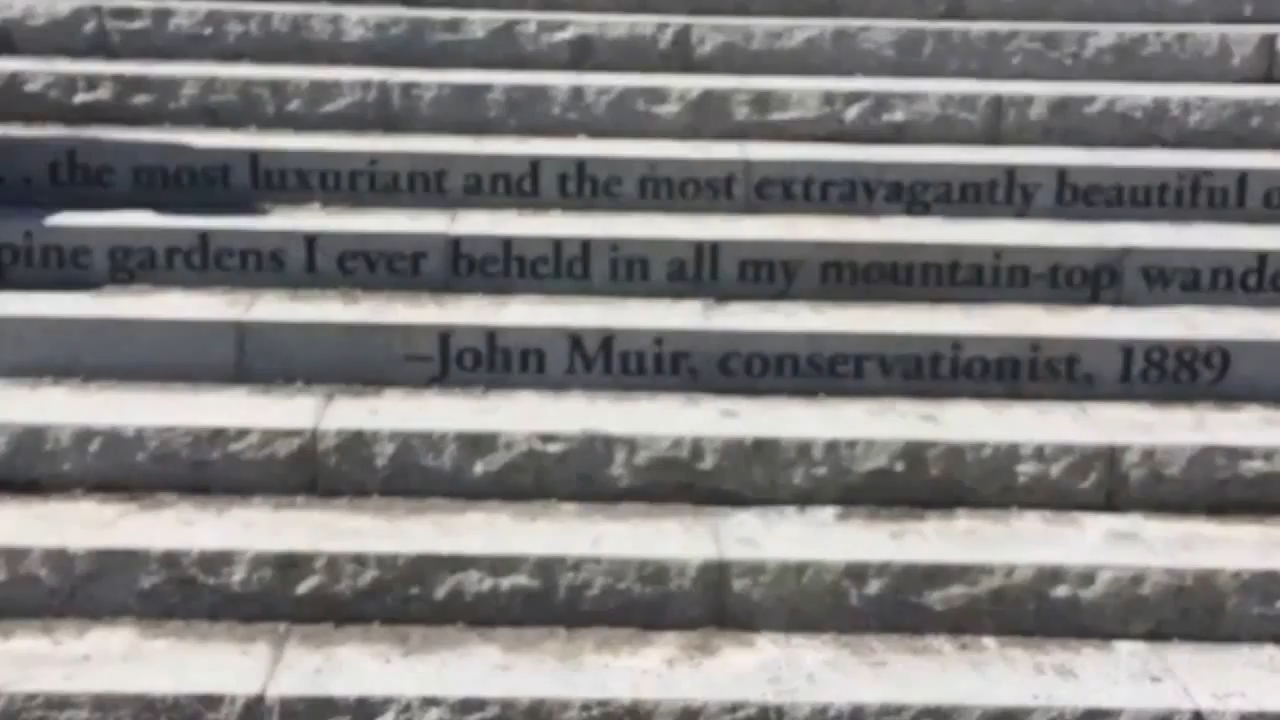 . . the most luxuriant and the most extravagantly beautiful
pine gardens I ever beheld in all my mountain-top
–John Muir, conservationist, 1889